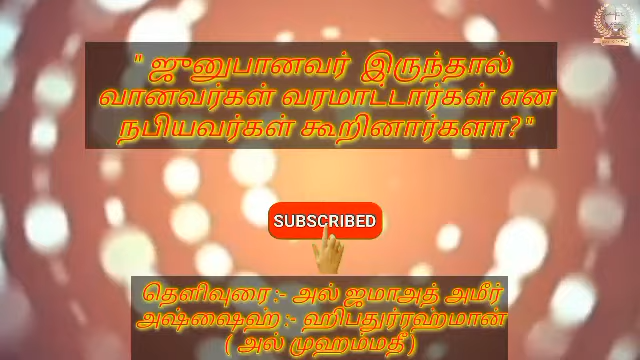 " ஜுனுபானவர் இருந்தால்
வானவர்கள் வரமாட்டார்கள் என
நபியவர்கள் கூறினார்களா?"
SUBSCRIBED
தெளிவுரை :- அல் ஜமாஅத் அமீர்
அஷ்ஷைஹ் :- ஹிபதுர்ரஹ்மான்
( அல் முஹம்மதீ )